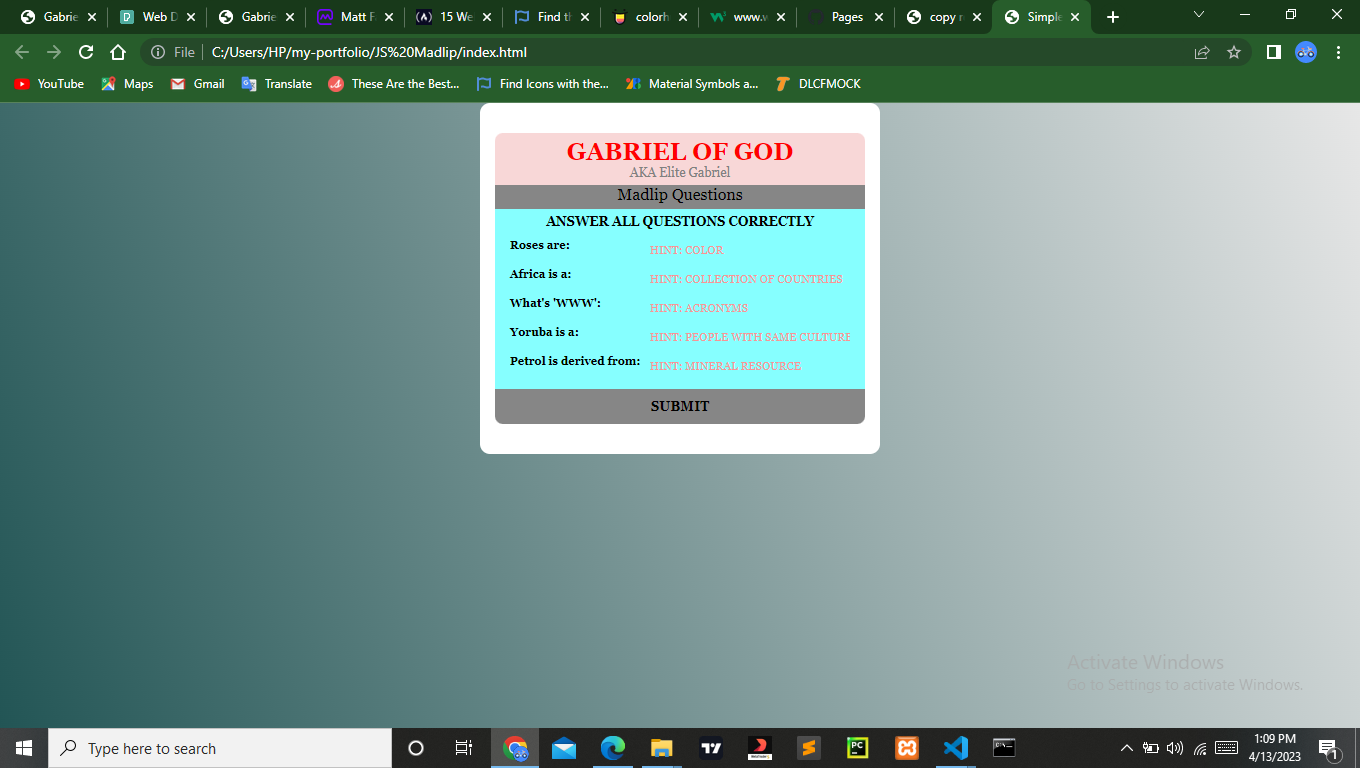 Gabrie
Web D
Gabrie
Matt F
15 We
Find th
colorh
www.w
Pages
copy r
Simple
File
C:/Users/HP/my-portfolio/JS%20Madlip/index.html
YouTube
Maps
Gmail
Translate
These Are the Best...
Find Icons with the...
Material Symbols a...
DLCFMOCK
GABRIEL OF GOD
AKA Elite Gabriel
Madlip Questions
ANSWER ALL QUESTIONS CORRECTLY
Roses are: HINT: COLOR
Africa is a: HINT: COLLECTION OF COUNTRIES
What's 'WWW': HINT: ACRONYMS
Yoruba is a: HINT: PEOPLE WITH SAME CULTURE
Petrol is derived from: HINT: MINERAL RESOURCE
SUBMIT
Activate Windows
Go to Settings to activate Windows.
Type here to search
1:09 PM
4/13/2023
1